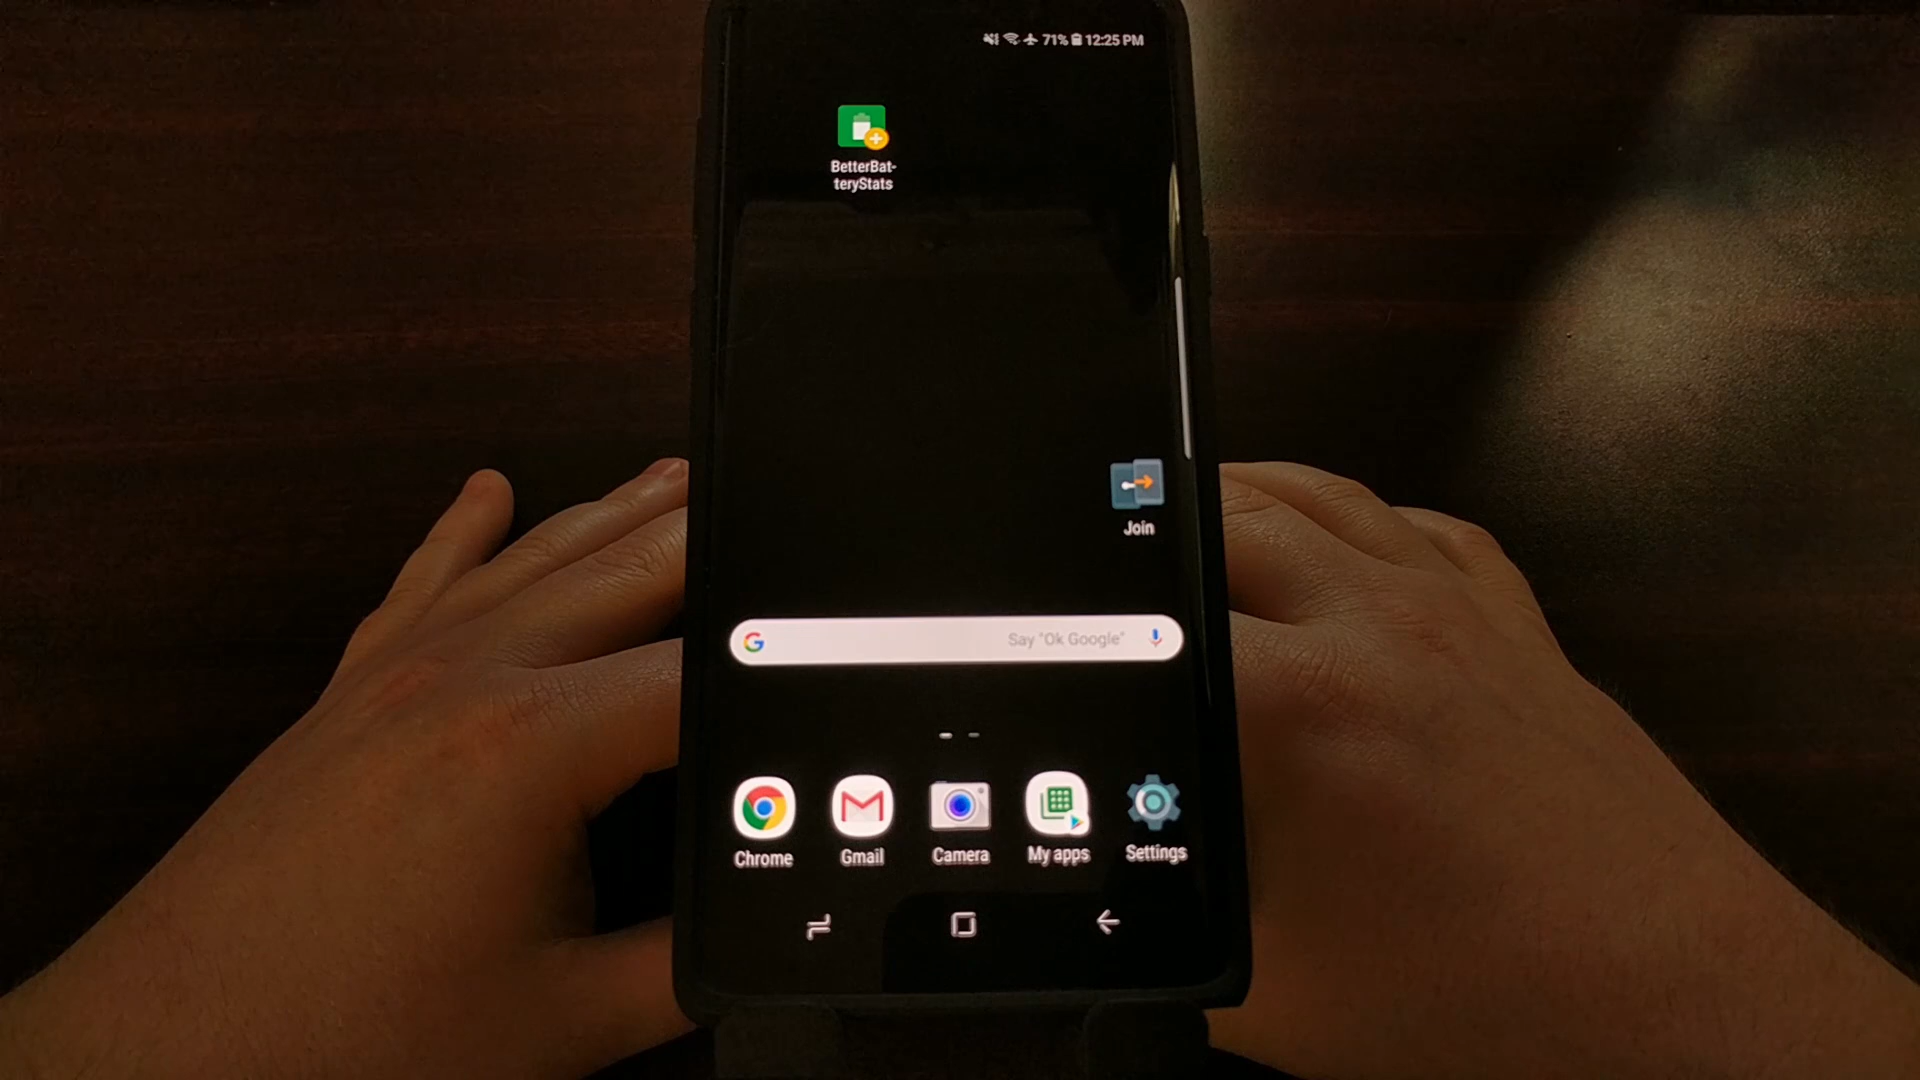 71% 12:25 PM
BetterBat-
teryStats
Join
G Say "Ok Google"
Chrome Gmail Camera My apps Settings